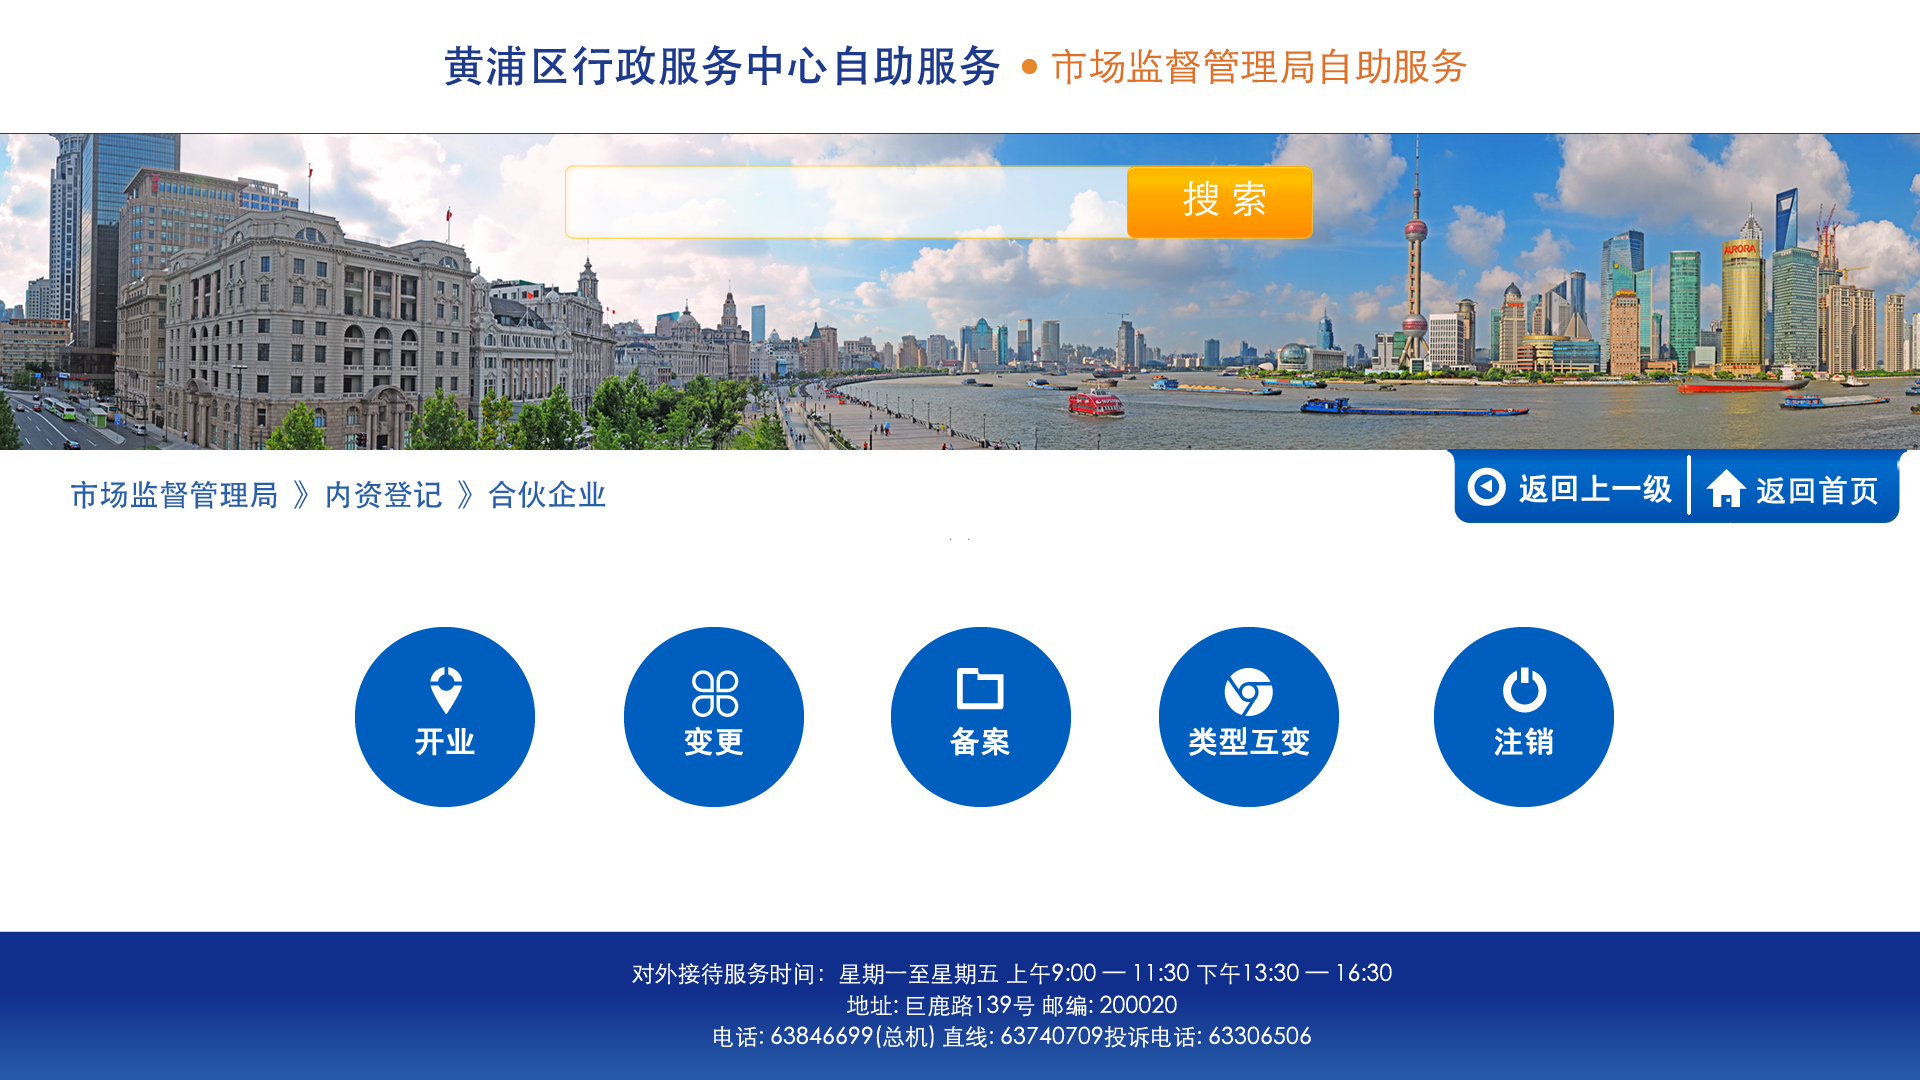 黄浦区行政服务中心自助服务 • 市场监督管理局自助服务
搜 索
AURORA
市场监督管理局 》内资登记 》合伙企业
返回上一级
返回首页
开业
变更
备案
类型互变
注销
对外接待服务时间：星期一至星期五 上午9:00 — 11:30 下午13:30 — 16:30
地址: 巨鹿路139号 邮编: 200020
电话: 63846699(总机) 直线: 63740709投诉电话: 63306506